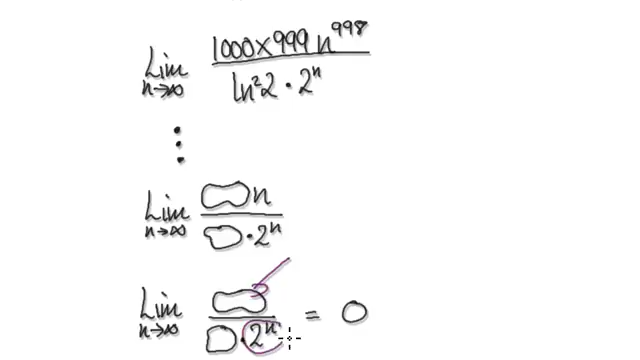 Lim n→∞ 1000×999 n^998 / ln²2 · 2^n
⋮
Lim n→∞ n / · 2^n
Lim n→∞ / · 2^n = 0